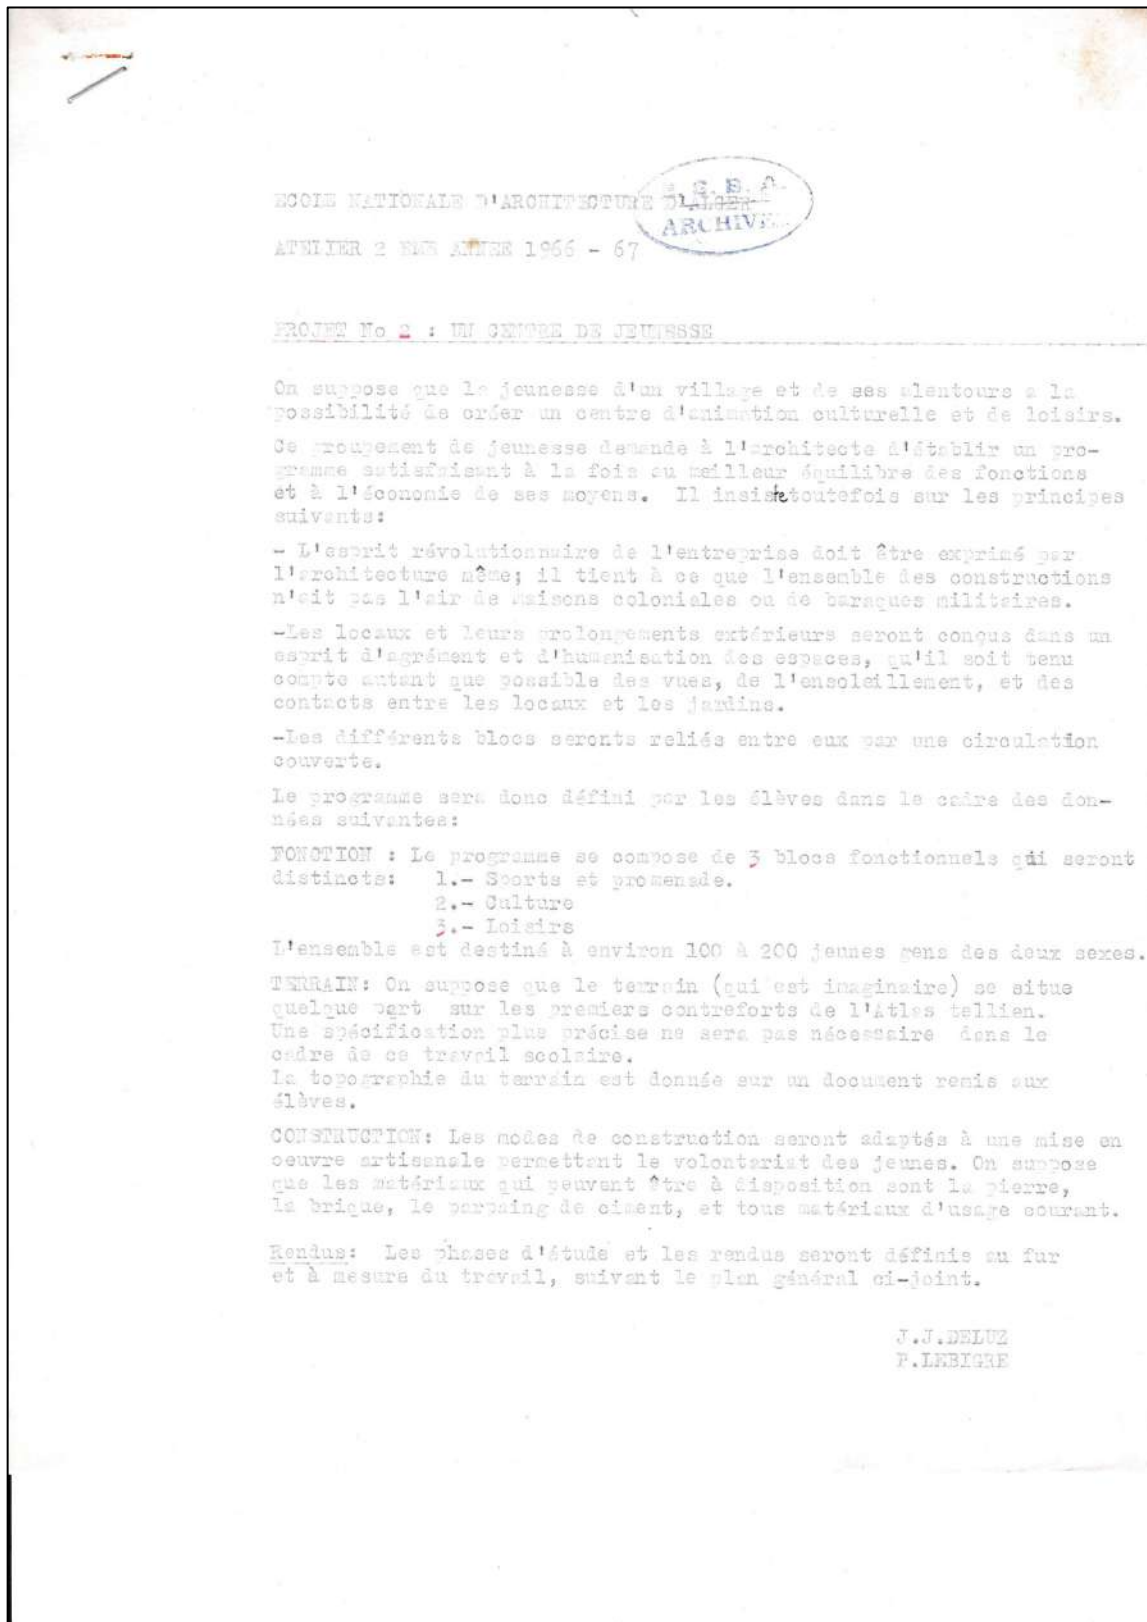 ECOLE NATIONALE D'ARCHITECTURE D'ALGER
E. B. A.
ARCHIVE
ATELIER 2 EME ANNEE 1966 - 67
PROJET No 2 : UN CENTRE DE JEUNESSE
On suppose que la jeunesse d'un village et de ses alentours a la
possibilité de créer un centre d'animation culturelle et de loisirs.
Ce groupement de jeunesse demande à l'architecte d'établir un pro-
gramme satisfaisant à la fois au meilleur équilibre des fonctions
et à l'économie de ses moyens. Il insiste toutefois sur les principes
suivants:
- L'esprit révolutionnaire de l'entreprise doit être exprimé par
l'architecture même; il tient à ce que l'ensemble des constructions
n'ait pas l'air de maisons coloniales ou de baraques militaires.
-Les locaux et leurs prolongements extérieurs seront conçus dans un
esprit d'agrément et d'humanisation des espaces, qu'il soit tenu
compte autant que possible des vues, de l'ensoleillement, et des
contacts entre les locaux et les jardins.
-Les différents blocs seronts reliés entre eux par une circulation
couverte.
Le programme sera donc défini par les élèves dans le cadre des don-
nées suivantes:
FONCTION : Le programme se compose de 3 blocs fonctionnels qui seront
distincts: 1.- Sports et promenade.
2.- Culture
3.- Loisirs
L'ensemble est destiné à environ 100 à 200 jeunes gens des deux sexes.
TERRAIN: On suppose que le terrain (qui est imaginaire) se situe
quelque part sur les premiers contreforts de l'Atlas tellien.
Une spécification plus précise ne sera pas nécessaire dans le
cadre de ce travail scolaire.
La topographie du terrain est donnée sur un document remis aux
élèves.
CONSTRUCTION: Les modes de construction seront adaptés à une mise en
oeuvre artisanale permettant le volontariat des jeunes. On suppose
que les matériaux qui peuvent être à disposition sont la pierre,
la brique, le parpaing de ciment, et tous matériaux d'usage courant.
Rendus: Les phases d'étude et les rendus seront définis au fur
et à mesure du travail, suivant le plan général ci-joint.
J.J.DELUZ
P.LEBIGRE